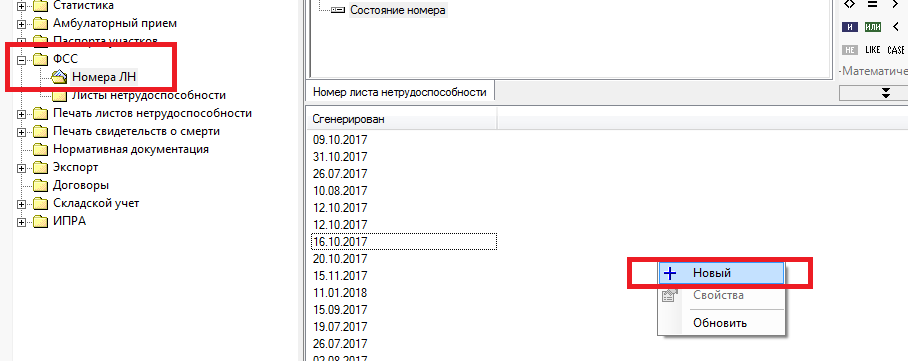 Статистика
Амбулаторный прием
Паспорта участков
ФСС
Номера ЛН
Листы нетрудоспособности
Печать листов нетрудоспособности
Печать свидетельств о смерти
Нормативная документация
Экспорт
Договоры
Складской учет
ИПРА
Состояние номера
<> = >
И ИЛИ <
НЕ LIKE CASE
Математиче
Номер листа нетрудоспособности
Сгенерирован
09.10.2017
31.10.2017
26.07.2017
10.08.2017
12.10.2017
12.10.2017
16.10.2017
20.10.2017
15.11.2017
11.01.2018
15.09.2017
19.07.2017
26.07.2017
02.08.2017
Новый
Свойства
Обновить